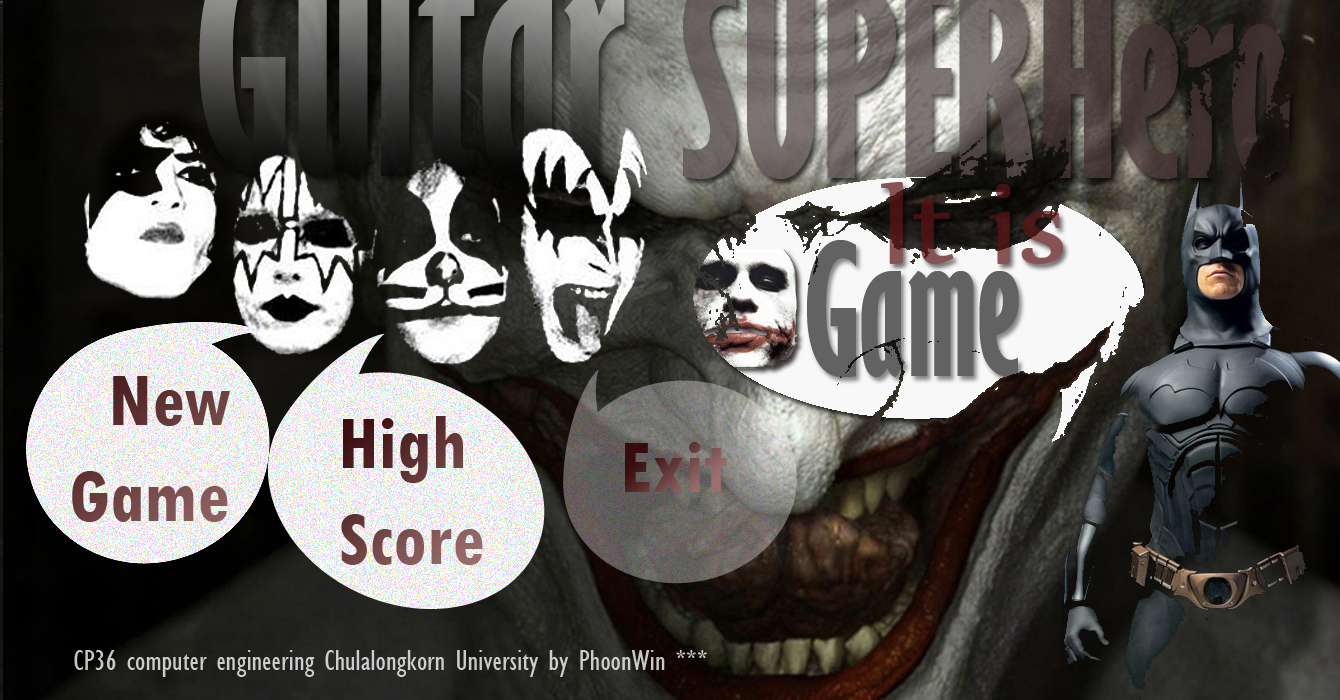 Guitar SUPERHero
It is
Game
New
Game
High
Score
Exit
CP36 computer engineering Chulalongkorn University by PhoonWin ***